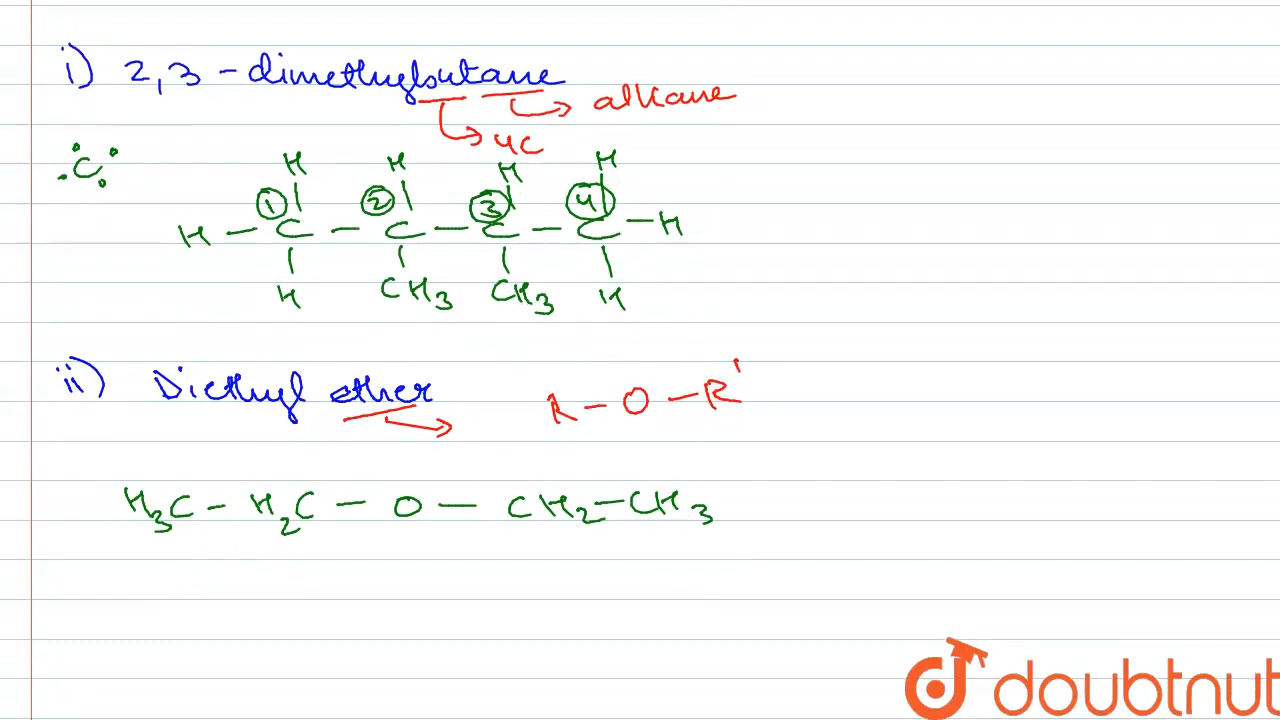 i) 2,3-dimethylbutane
alkane
4C
C
H H H H
① ② ③ ④
H - C - C - C - C - H
H CH3 CH3 H
ii) Diethyl ether R - O - R'
H3C - H2C - O - CH2 - CH3
doubtnut